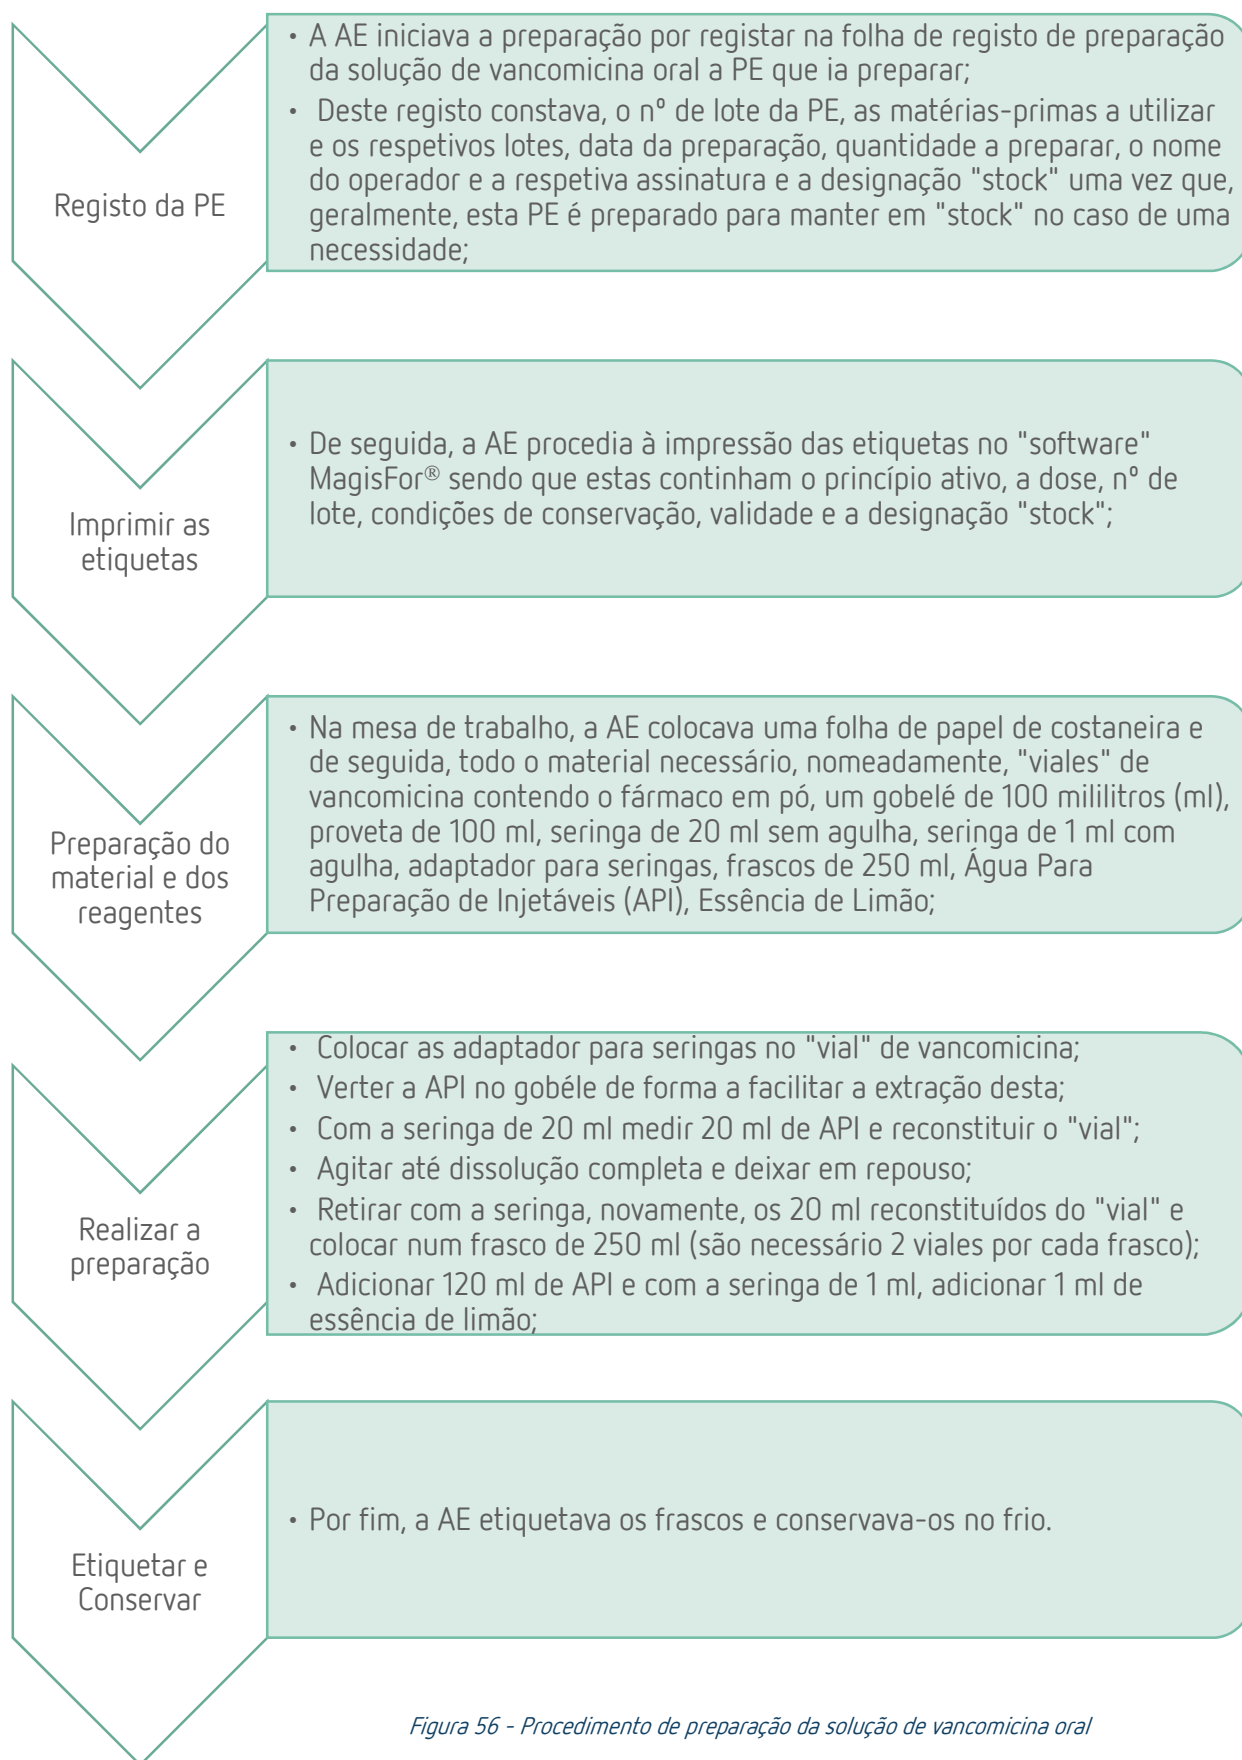 • A AE iniciava a preparação por registar na folha de registo de preparação
da solução de vancomicina oral a PE que ia preparar;
• Deste registo constava, o nº de lote da PE, as matérias-primas a utilizar
e os respetivos lotes, data da preparação, quantidade a preparar, o nome
do operador e a respetiva assinatura e a designação "stock" uma vez que,
geralmente, esta PE é preparado para manter em "stock" no caso de uma
necessidade;
Registo da PE
• De seguida, a AE procedia à impressão das etiquetas no "software"
MagisFor® sendo que estas continham o princípio ativo, a dose, nº de
lote, condições de conservação, validade e a designação "stock";
Imprimir as
etiquetas
• Na mesa de trabalho, a AE colocava uma folha de papel de costaneira e
de seguida, todo o material necessário, nomeadamente, "viales" de
vancomicina contendo o fármaco em pó, um gobelé de 100 mililitros (ml),
proveta de 100 ml, seringa de 20 ml sem agulha, seringa de 1 ml com
agulha, adaptador para seringas, frascos de 250 ml, Água Para
Preparação de Injetáveis (API), Essência de Limão;
Preparação do
material e dos
reagentes
• Colocar as adaptador para seringas no "vial" de vancomicina;
• Verter a API no gobéle de forma a facilitar a extração desta;
• Com a seringa de 20 ml medir 20 ml de API e reconstituir o "vial";
• Agitar até dissolução completa e deixar em repouso;
• Retirar com a seringa, novamente, os 20 ml reconstituídos do "vial" e
colocar num frasco de 250 ml (são necessário 2 viales por cada frasco);
• Adicionar 120 ml de API e com a seringa de 1 ml, adicionar 1 ml de
essência de limão;
Realizar a
preparação
• Por fim, a AE etiquetava os frascos e conservava-os no frio.
Etiquetar e
Conservar
Figura 56 - Procedimento de preparação da solução de vancomicina oral